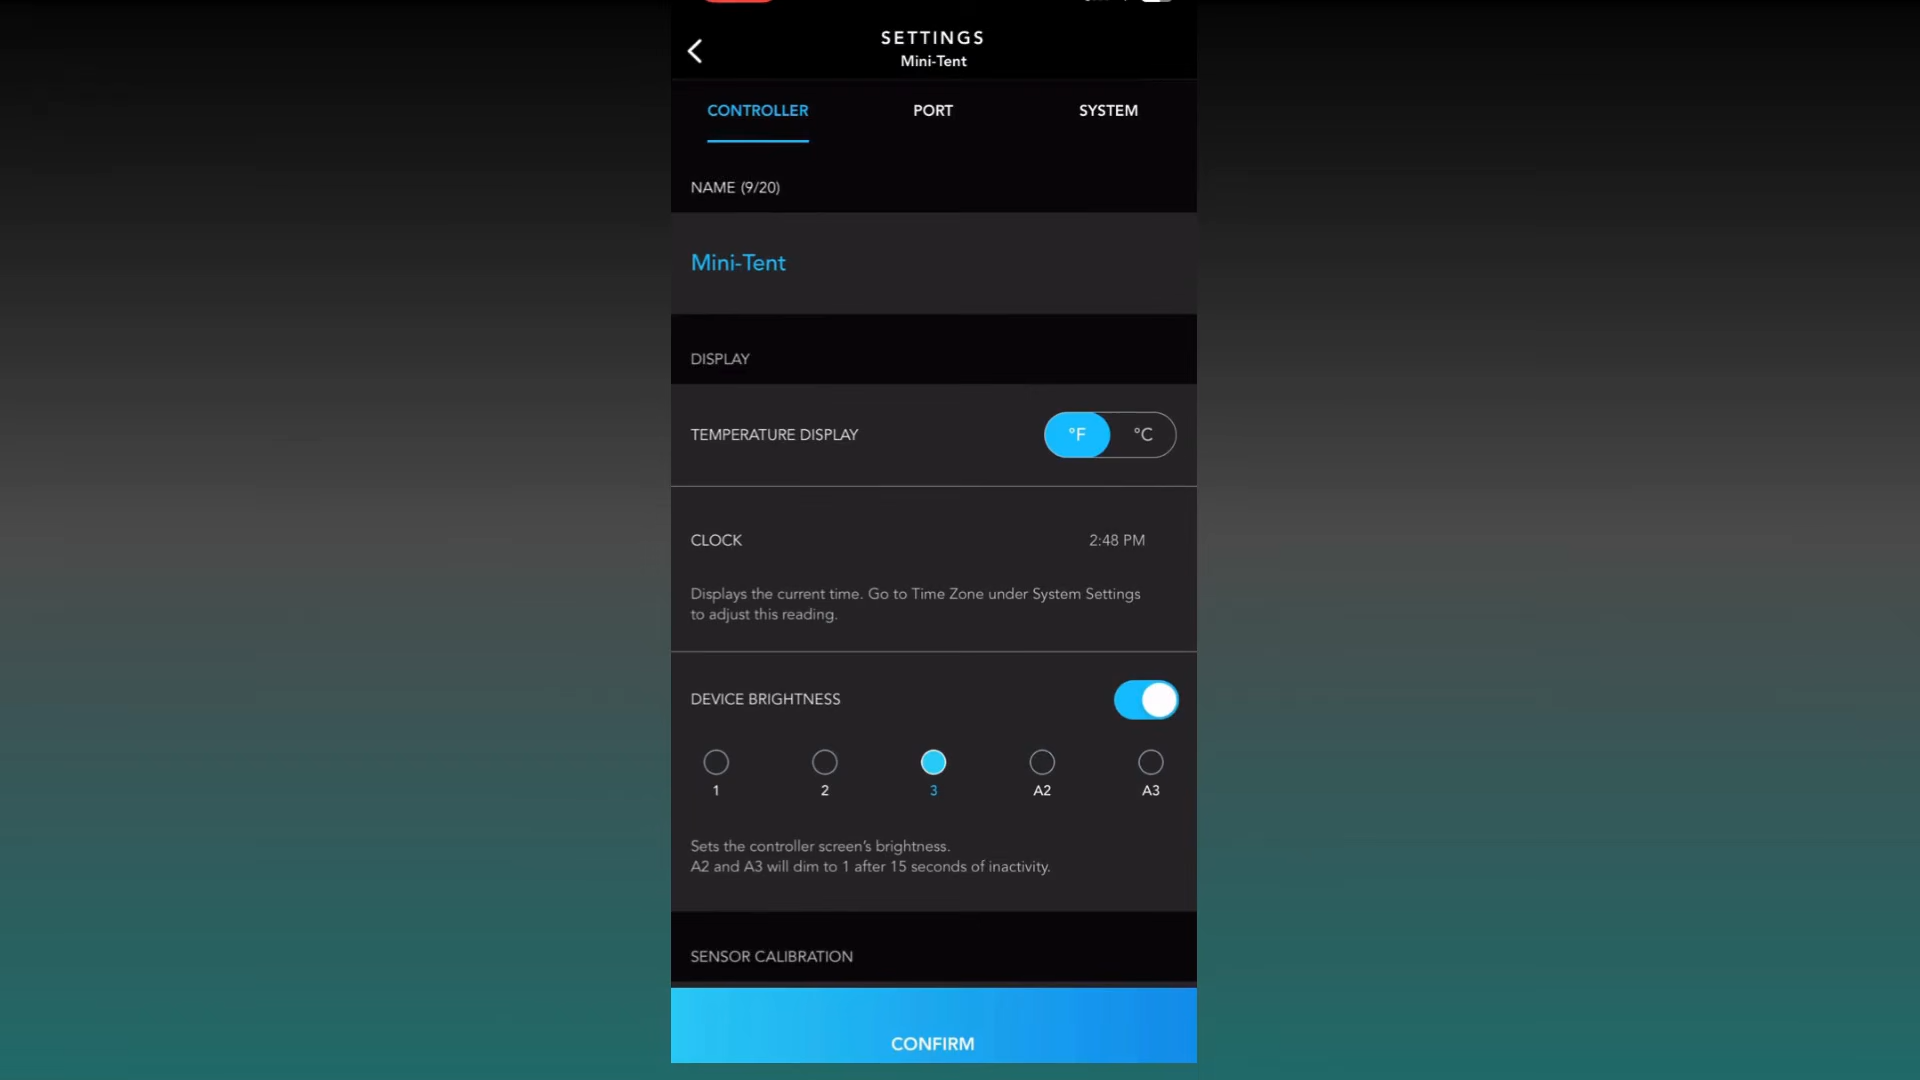 SETTINGS
Mini-Tent
CONTROLLER
PORT
SYSTEM
NAME (9/20)
Mini-Tent
DISPLAY
TEMPERATURE DISPLAY
°F
°C
CLOCK
2:48 PM
Displays the current time. Go to Time Zone under System Settings
to adjust this reading.
DEVICE BRIGHTNESS
1
2
3
A2
A3
Sets the controller screen's brightness.
A2 and A3 will dim to 1 after 15 seconds of inactivity.
SENSOR CALIBRATION
CONFIRM